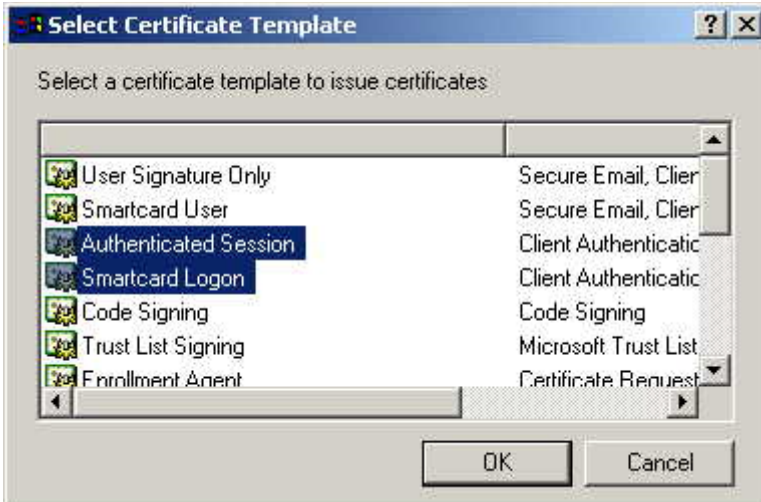 Select Certificate Template
Select a certificate template to issue certificates
User Signature Only Secure Email, Clien
Smartcard User Secure Email, Clien
Authenticated Session Client Authenticatic
Smartcard Logon Client Authenticatic
Code Signing Code Signing
Trust List Signing Microsoft Trust List
Enrollment Agent Certificate Request
OK Cancel